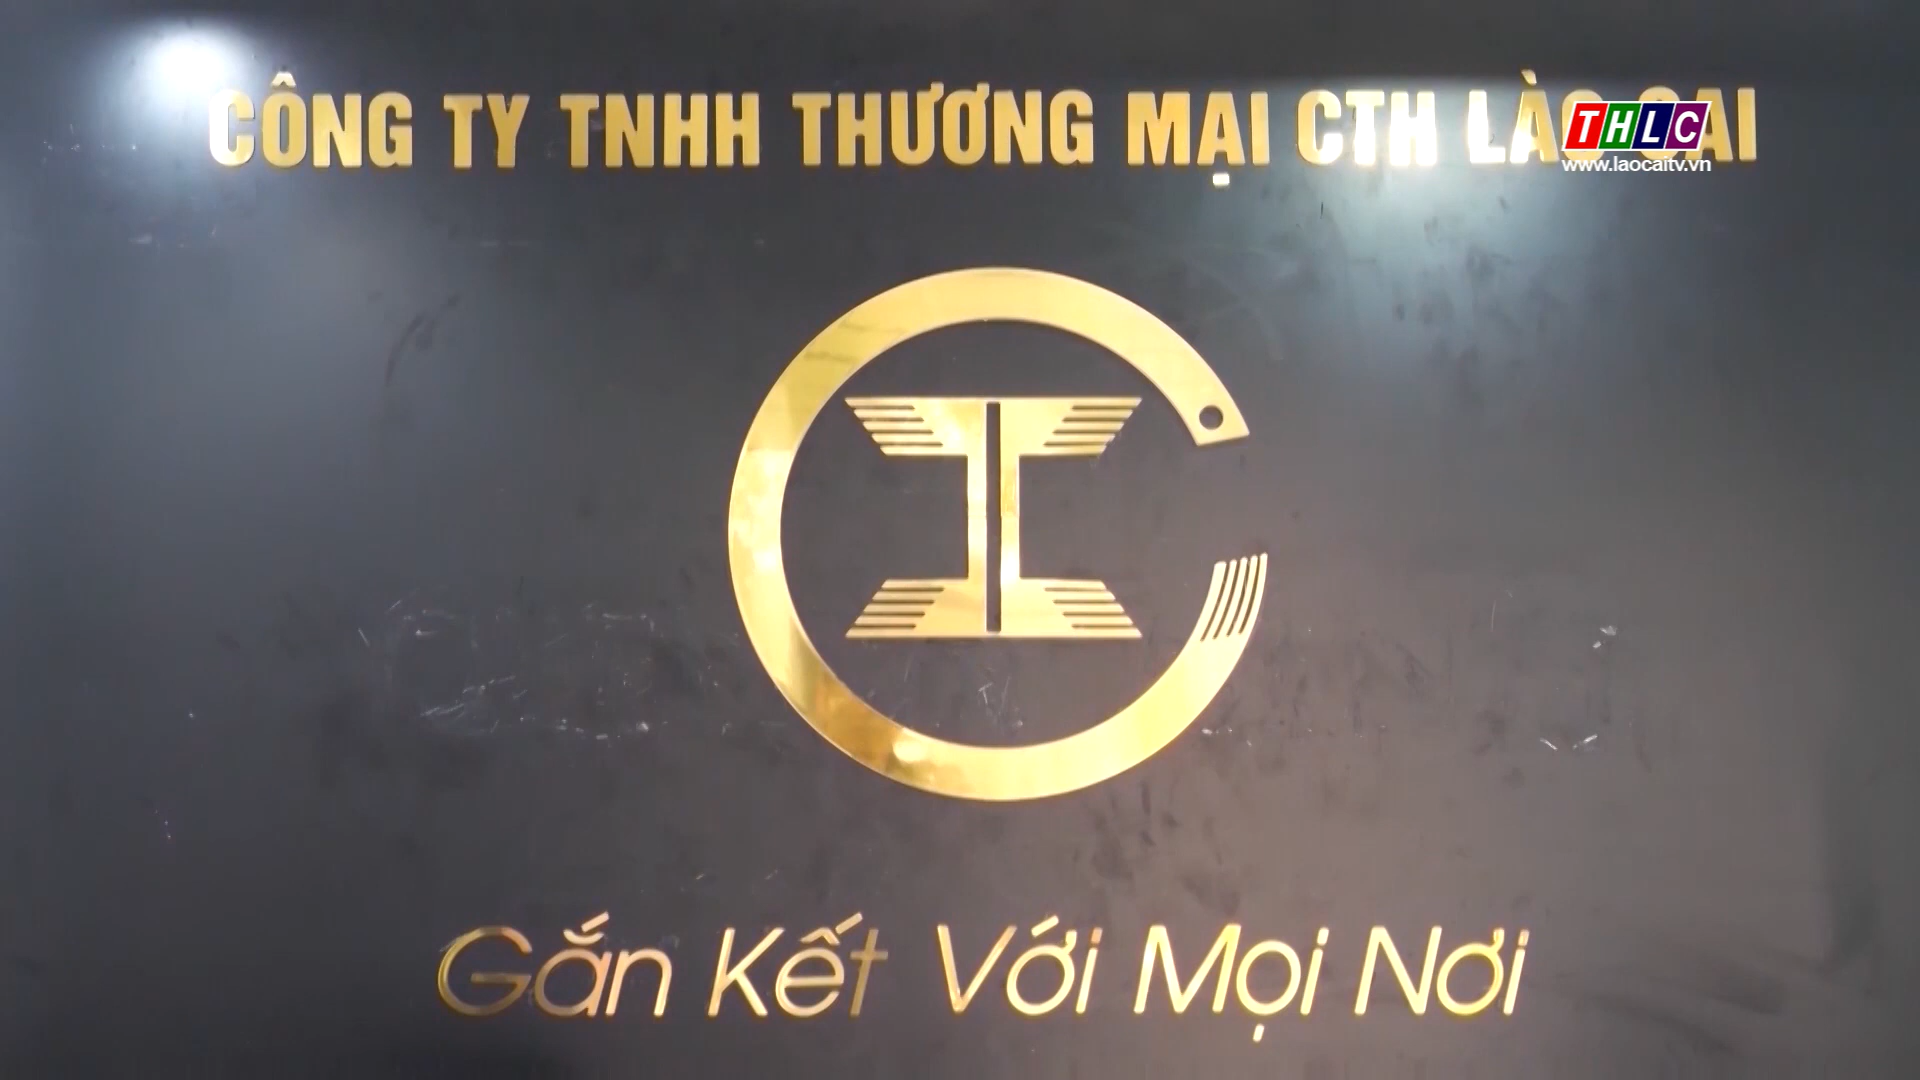 CÔNG TY TNHH THƯƠNG MẠI CTH LÀO CAI
THLC
www.laocaitv.vn
Gắn Kết Với Mọi Nơi